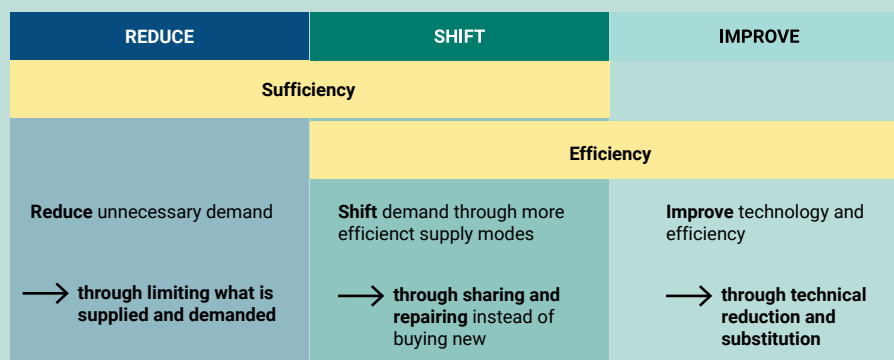 REDUCE
SHIFT
IMPROVE
Sufficiency
Efficiency
Reduce unnecessary demand
Shift demand through more
efficienct supply modes
Improve technology and
efficiency
through limiting what is
supplied and demanded
through sharing and
repairing instead of
buying new
through technical
reduction and
substitution